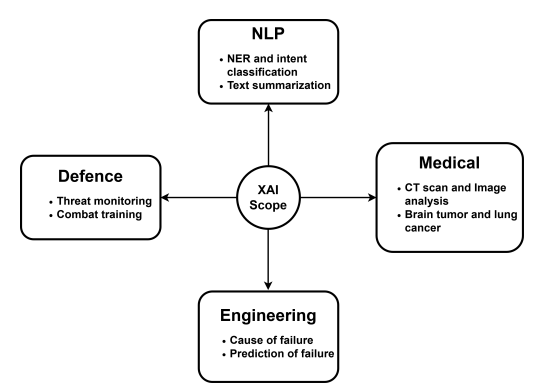 NLP
• NER and intent
classification
• Text summarization
Defence
• Threat monitoring
• Combat training
XAI
Scope
Medical
• CT scan and Image
analysis
• Brain tumor and lung
cancer
Engineering
• Cause of failure
• Prediction of failure